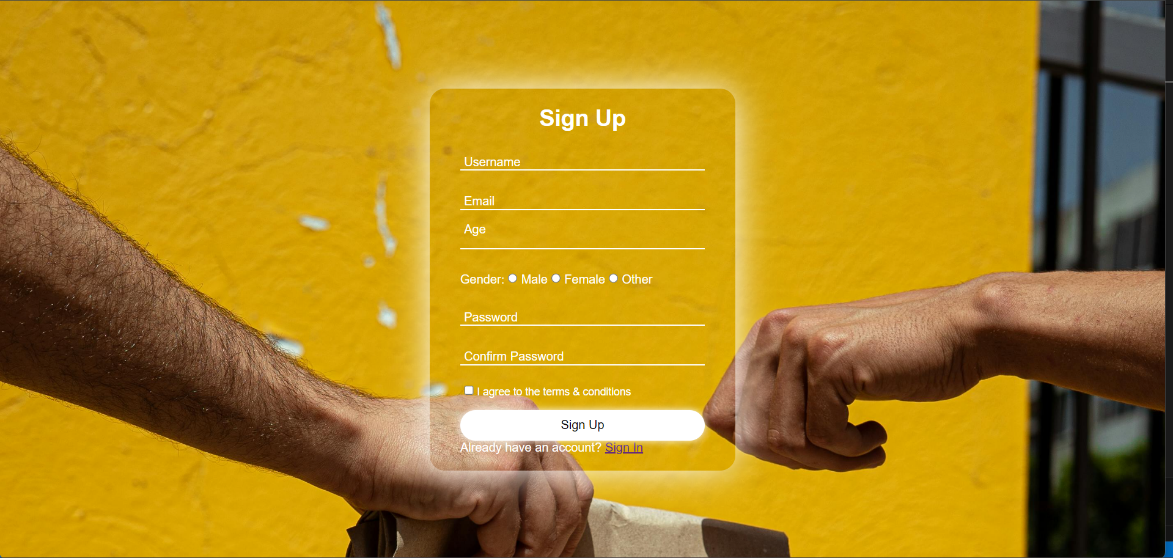 Sign Up
Username
Email
Age
Gender: Male Female Other
Password
Confirm Password
I agree to the terms & conditions
Sign Up
Already have an account? Sign In